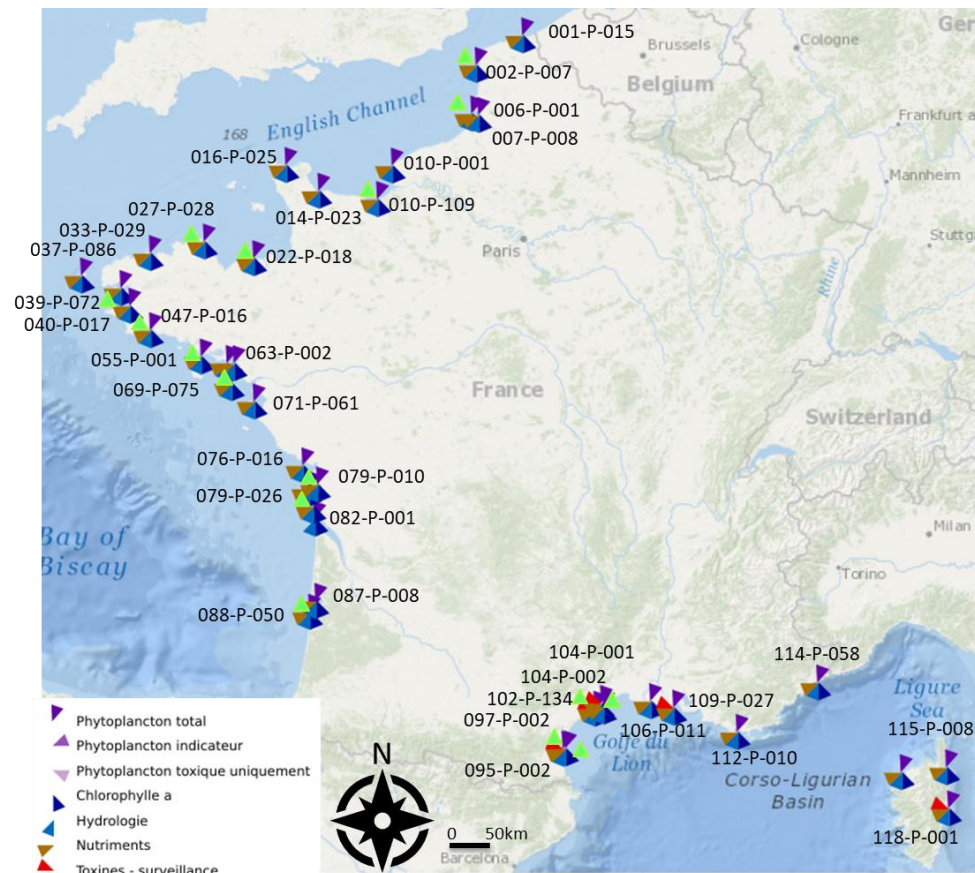 001-P-015
Brussels
Cologne
Ger
002-P-007
Belgium
English Channel
006-P-001
Frankfurt a
168
007-P-008
016-P-025
010-P-001
Mannheim
014-P-023
010-P-109
027-P-028
033-P-029
Paris
Stuttg
037-P-086
022-P-018
Rhine
039-P-072
040-P-017
047-P-016
055-P-001
063-P-002
069-P-075
France
071-P-061
Switzerland
076-P-016
079-P-010
079-P-026
082-P-001
Milan
Bay of
Biscay
Torino
087-P-008
088-P-050
104-P-001
114-P-058
104-P-002
102-P-134
109-P-027
Ligure
Sea
097-P-002
106-P-011
115-P-008
Golfe du
Lion
095-P-002
112-P-010
Corso-Ligurian
Basin
118-P-001
N
0 50km
Barcelona
Phytoplancton total
Phytoplancton indicateur
Phytoplancton toxique uniquement
Chlorophylle a
Hydrologie
Nutriments
Toxines - surveillance